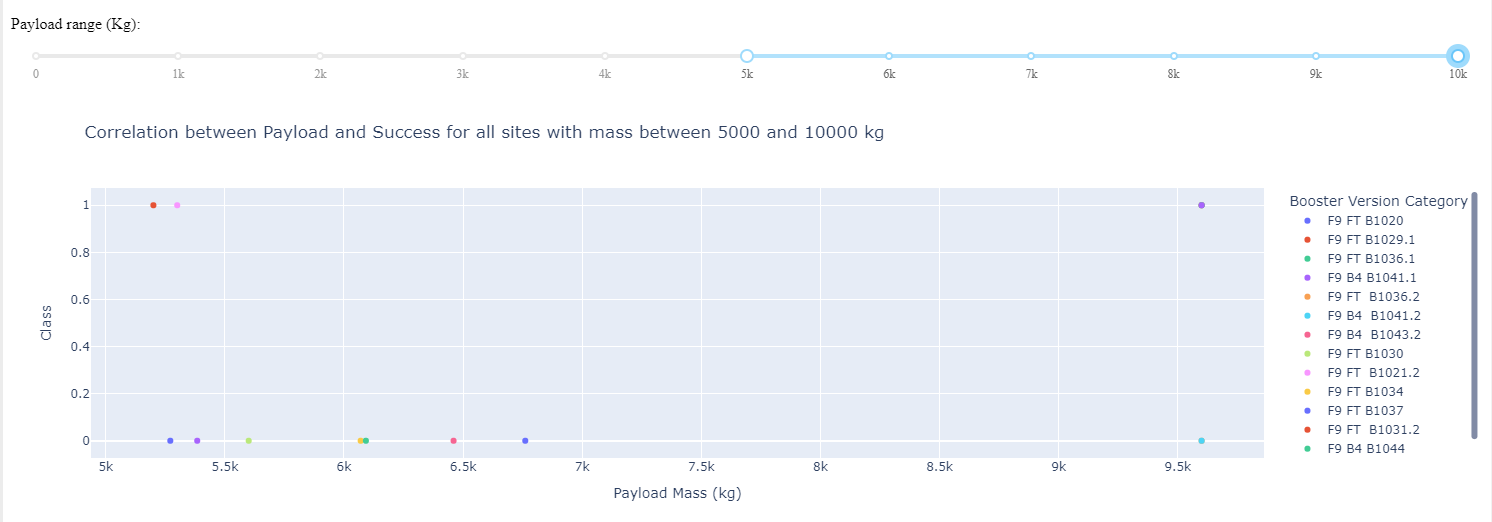 Payload range (Kg):
0 1k 2k 3k 4k 5k 6k 7k 8k 9k 10k
Correlation between Payload and Success for all sites with mass between 5000 and 10000 kg
1
0.8
0.6
0.4
0.2
0
Class
5k 5.5k 6k 6.5k 7k 7.5k 8k 8.5k 9k 9.5k
Payload Mass (kg)
Booster Version Category
F9 FT B1020
F9 FT B1029.1
F9 FT B1036.1
F9 B4 B1041.1
F9 FT  B1036.2
F9 B4  B1041.2
F9 B4  B1043.2
F9 FT B1030
F9 FT  B1021.2
F9 FT B1034
F9 FT B1037
F9 FT  B1031.2
F9 B4 B1044